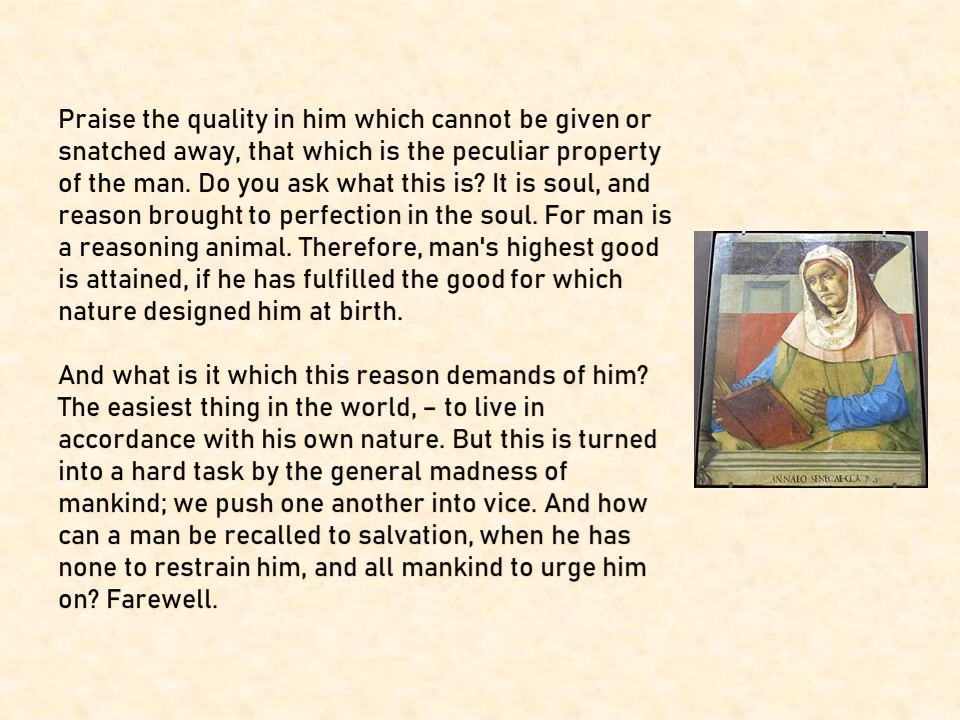 Praise the quality in him which cannot be given or
snatched away, that which is the peculiar property
of the man. Do you ask what this is? It is soul, and
reason brought to perfection in the soul. For man is
a reasoning animal. Therefore, man's highest good
is attained, if he has fulfilled the good for which
nature designed him at birth.
And what is it which this reason demands of him?
The easiest thing in the world, – to live in
accordance with his own nature. But this is turned
into a hard task by the general madness of
mankind; we push one another into vice. And how
can a man be recalled to salvation, when he has
none to restrain him, and all mankind to urge him
on? Farewell.
ANNAEO SENECAE